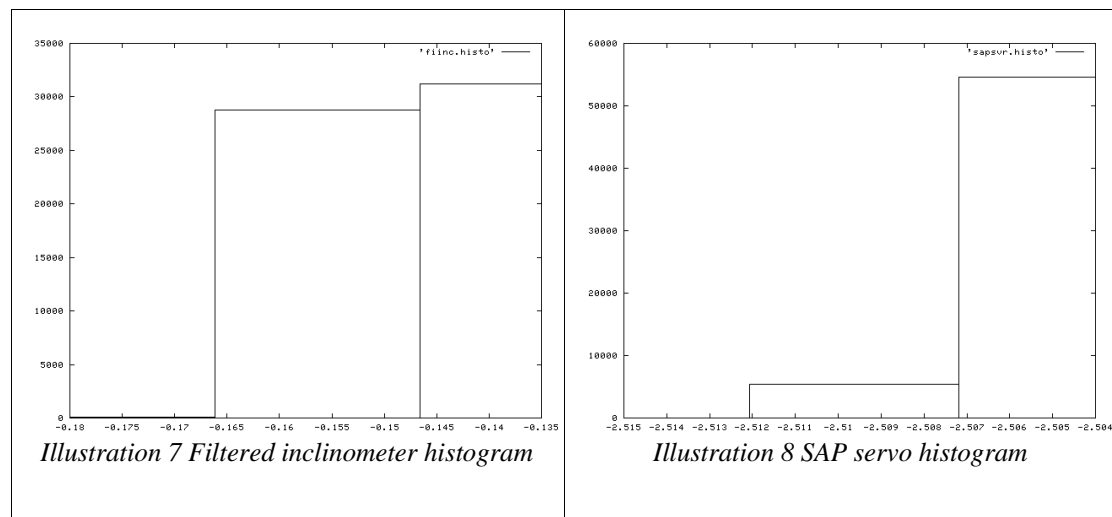 35000
'fiinc.histo'
30000
25000
20000
15000
10000
5000
0
-0.18 -0.175 -0.17 -0.165 -0.16 -0.155 -0.15 -0.145 -0.14 -0.135
Illustration 7 Filtered inclinometer histogram
60000
'sapsvr.histo'
50000
40000
30000
20000
10000
0
-2.515 -2.514 -2.513 -2.512 -2.511 -2.51 -2.509 -2.508 -2.507 -2.506 -2.505 -2.504
Illustration 8 SAP servo histogram